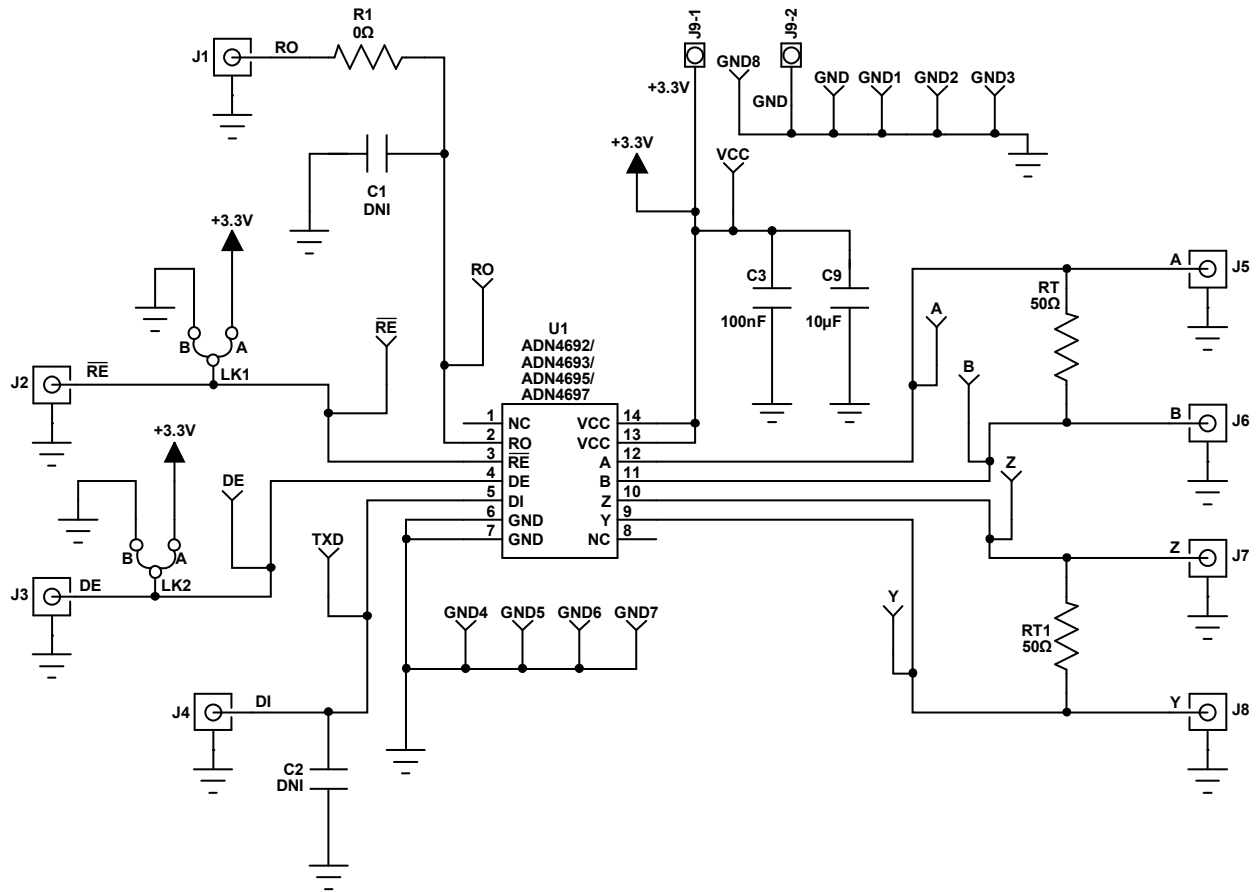 R1
0Ω
J1
RO
J9-1
J9-2
GND8
+3.3V
GND
GND
GND1
GND2
GND3
+3.3V
VCC
C1
DNI
+3.3V
B
A
LK1
J2
R̅E̅
R̅E̅
RO
C3
100nF
C9
10µF
U1
ADN4692/
ADN4693/
ADN4695/
ADN4697
1 NC
2 RO
3 R̅E̅
4 DE
5 DI
6 GND
7 GND
VCC 14
VCC 13
A 12
B 11
Z 10
Y 9
NC 8
A
B
Z
Y
RT
50Ω
A
J5
B
J6
Z
J7
RT1
50Ω
Y
J8
+3.3V
B
A
LK2
DE
J3
DE
TXD
GND4
GND5
GND6
GND7
J4
DI
C2
DNI